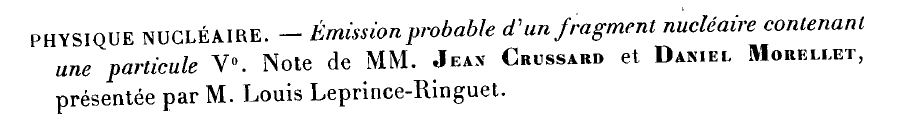 PHYSIQUE NUCLÉAIRE. — Émission probable d'un fragment nucléaire contenant
une particule V°. Note de MM. JEAN CRUSSARD et DANIEL MORELLET,
présentée par M. Louis Leprince-Ringuet.